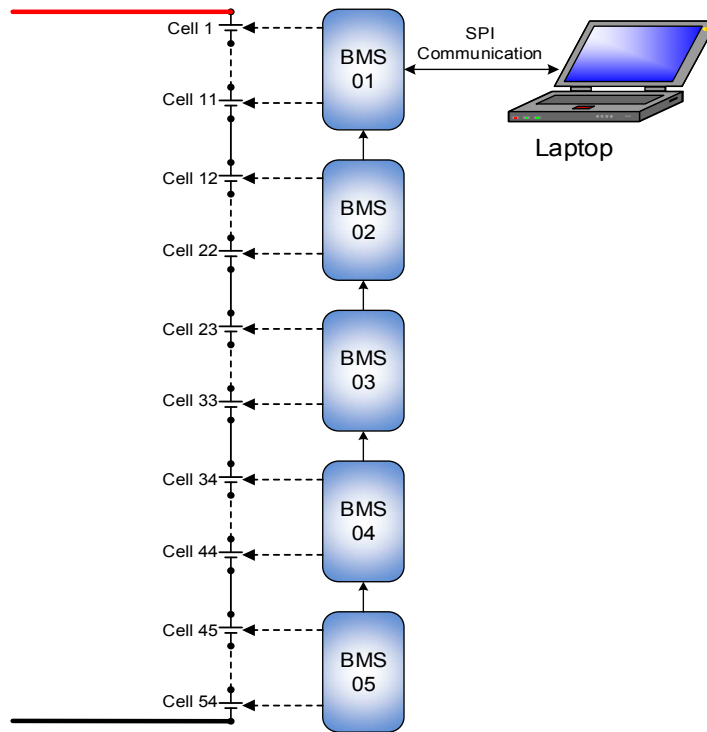 Cell 1
BMS
01
SPI
Communication
Cell 11
Laptop
Cell 12
BMS
02
Cell 22
Cell 23
BMS
03
Cell 33
Cell 34
BMS
04
Cell 44
Cell 45
BMS
05
Cell 54